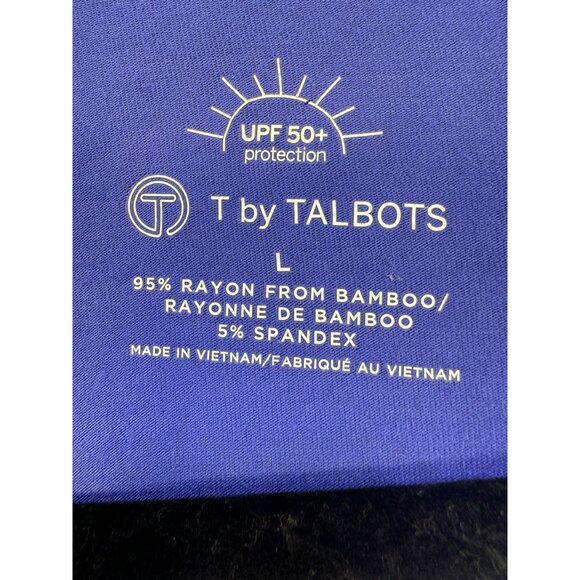 UPF 50+
protection
T by TALBOTS
L
95% RAYON FROM BAMBOO/
RAYONNE DE BAMBOO
5% SPANDEX
MADE IN VIETNAM/FABRIQUÉ AU VIETNAM